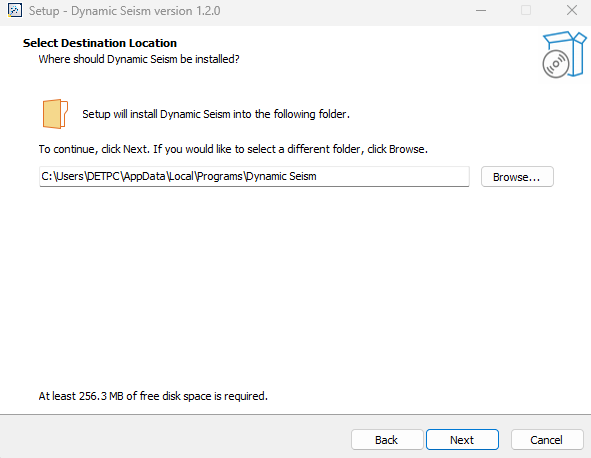 Setup - Dynamic Seism version 1.2.0
Select Destination Location
Where should Dynamic Seism be installed?
Setup will install Dynamic Seism into the following folder.
To continue, click Next. If you would like to select a different folder, click Browse.
C:\Users\DETPC\AppData\Local\Programs\Dynamic Seism
Browse...
At least 256.3 MB of free disk space is required.
Back
Next
Cancel